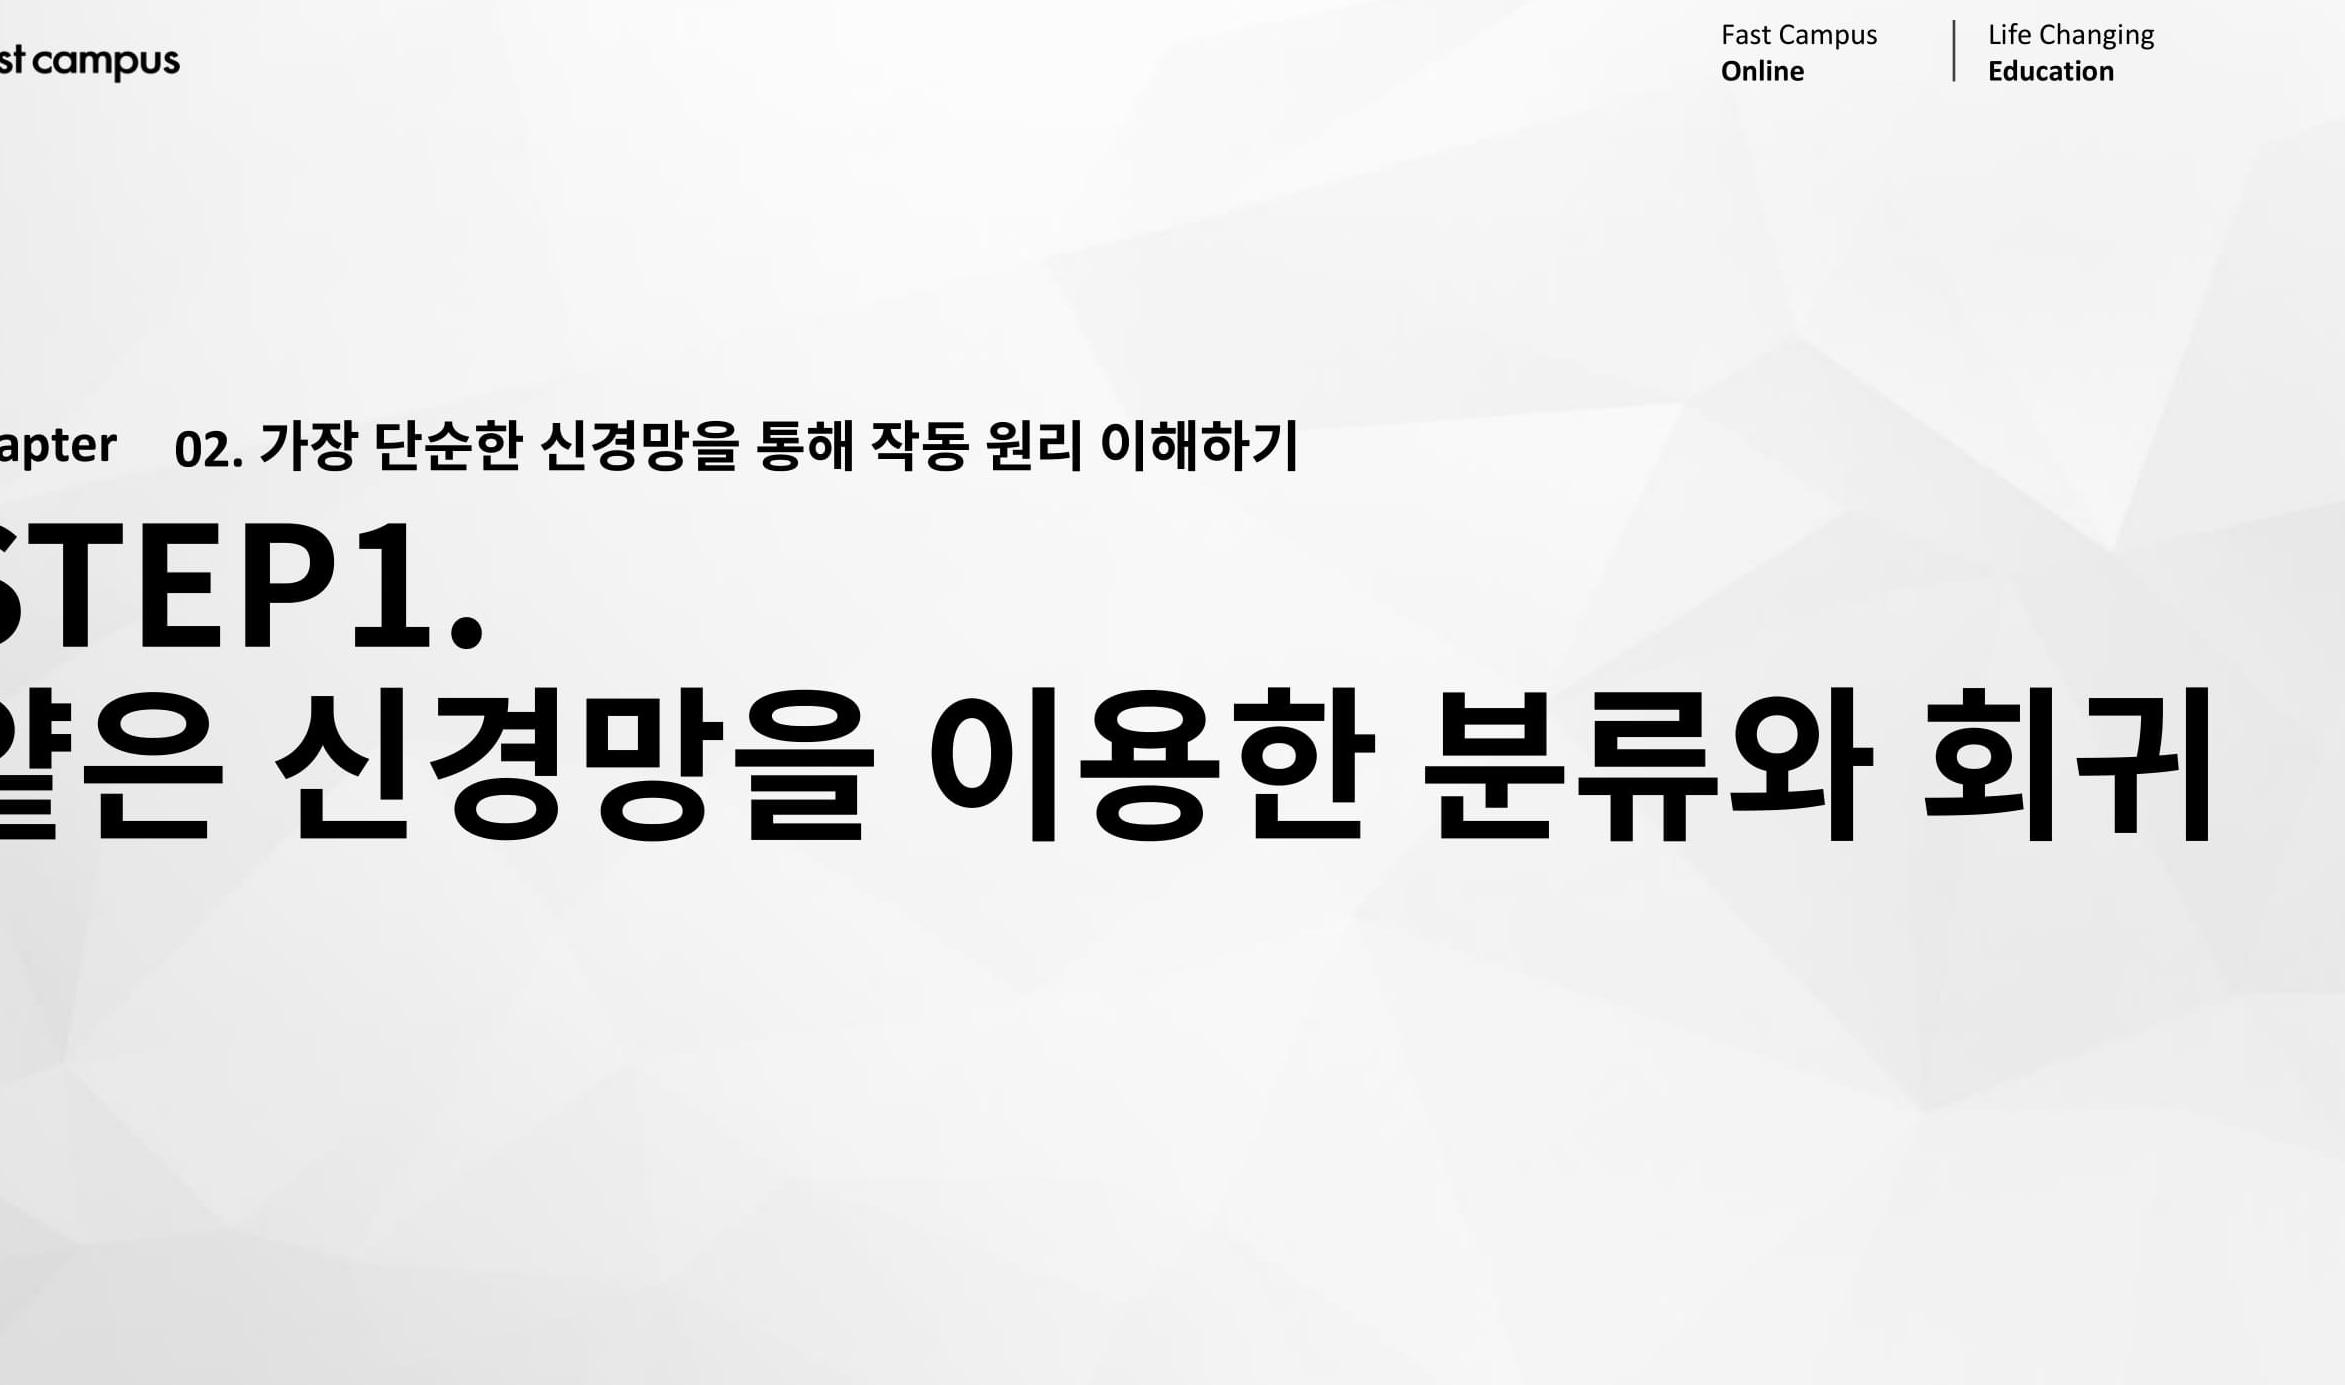 st campus
Fast Campus
Online
Life Changing
Education
apter 02. 가장 단순한 신경망을 통해 작동 원리 이해하기
STEP1.
얕은 신경망을 이용한 분류와 회귀